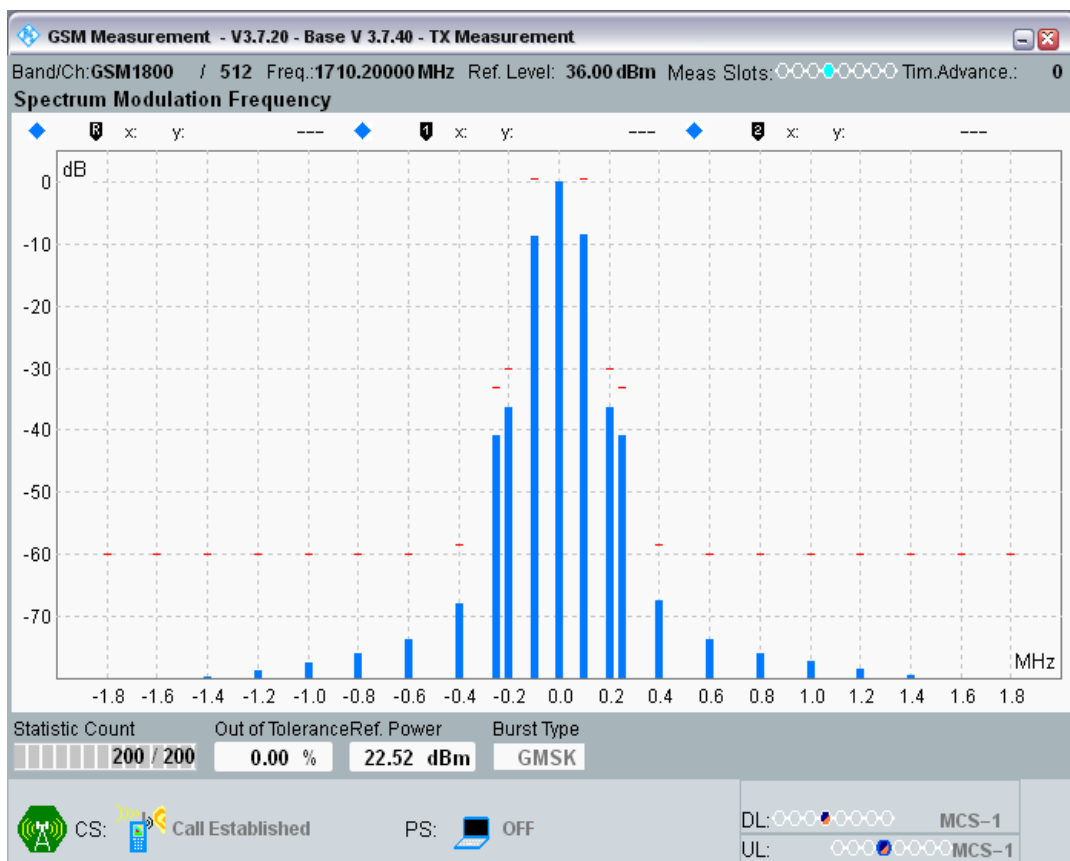 GSM Measurement - V3.7.20 - Base V 3.7.40 - TX Measurement
Band/Ch:GSM1800 / 512 Freq.:1710.20000 MHz Ref. Level: 36.00 dBm Meas Slots: Tim.Advance.: 0
Spectrum Modulation Frequency
R x: y: --- 1 x: y: --- 2 x: y: ---
dB
0
-10
-20
-30
-40
-50
-60
-70
MHz
-1.8 -1.6 -1.4 -1.2 -1.0 -0.8 -0.6 -0.4 -0.2 0.0 0.2 0.4 0.6 0.8 1.0 1.2 1.4 1.6 1.8
Statistic Count Out of Tolerance Ref. Power Burst Type
200 / 200 0.00 % 22.52 dBm GMSK
CS: Call Established PS: OFF DL: MCS-1
UL: MCS-1